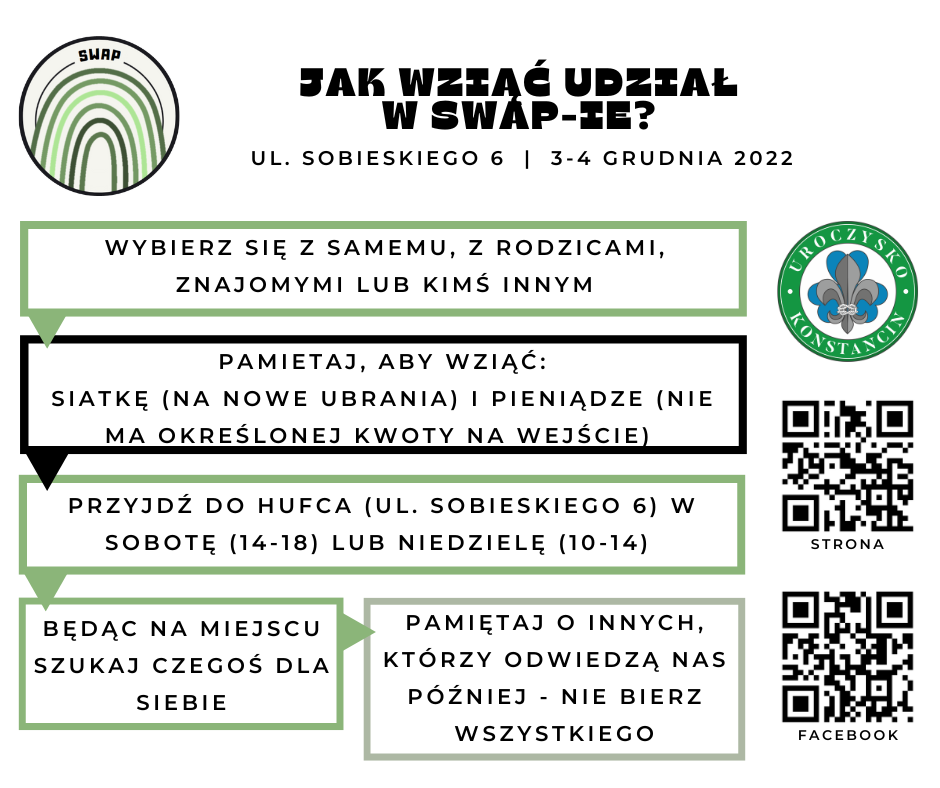 SWAP
JAK WZIĄĆ UDZIAŁ
W SWAP-IE?
UL. SOBIESKIEGO 6 | 3-4 GRUDNIA 2022
WYBIERZ SIĘ Z SAMEMU, Z RODZICAMI,
ZNAJOMYMI LUB KIMŚ INNYM
PAMIETAJ, ABY WZIĄĆ:
SIATKĘ (NA NOWE UBRANIA) I PIENIĄDZE (NIE
MA OKREŚLONEJ KWOTY NA WEJŚCIE)
PRZYJDŹ DO HUFCA (UL. SOBIESKIEGO 6) W
SOBOTĘ (14-18) LUB NIEDZIELĘ (10-14)
BĘDĄC NA MIEJSCU
SZUKAJ CZEGOŚ DLA
SIEBIE
PAMIĘTAJ O INNYCH,
KTÓRZY ODWIEDZĄ NAS
PÓŹNIEJ - NIE BIERZ
WSZYSTKIEGO
UROCZYSKO
KONSTANCIN
STRONA
FACEBOOK